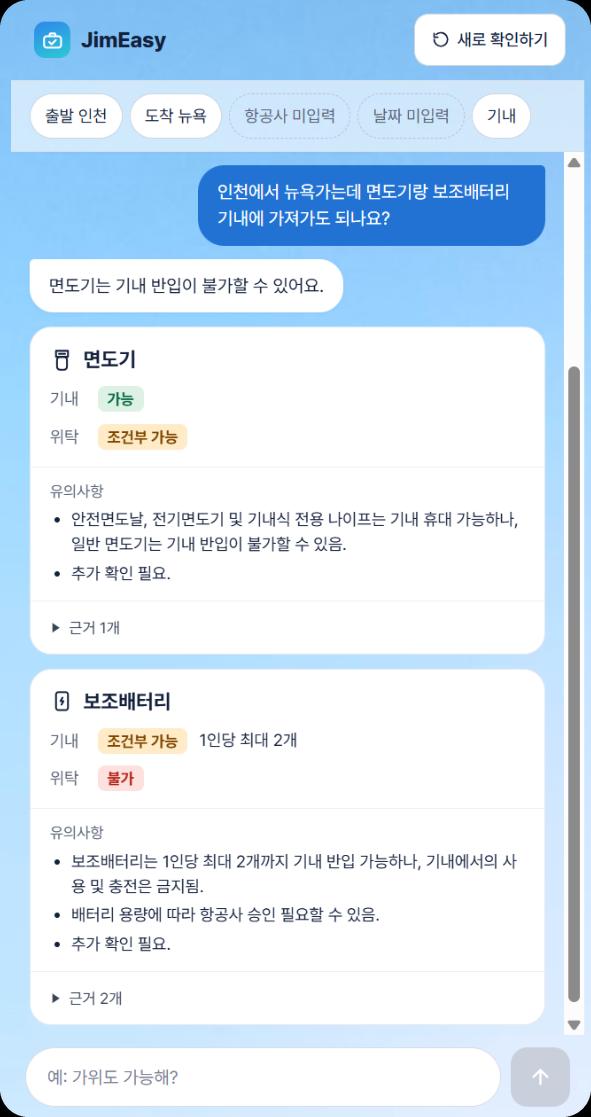 JimEasy
새로 확인하기
출발 인천
도착 뉴욕
항공사 미입력
날짜 미입력
기내
인천에서 뉴욕가는데 면도기랑 보조배터리
기내에 가져가도 되나요?
면도기는 기내 반입이 불가할 수 있어요.
면도기
기내 가능
위탁 조건부 가능
유의사항
• 안전면도날, 전기면도기 및 기내식 전용 나이프는 기내 휴대 가능하나,
일반 면도기는 기내 반입이 불가할 수 있음.
• 추가 확인 필요.
▶ 근거 1개
보조배터리
기내 조건부 가능 1인당 최대 2개
위탁 불가
유의사항
• 보조배터리는 1인당 최대 2개까지 기내 반입 가능하나, 기내에서의 사
용 및 충전은 금지됨.
• 배터리 용량에 따라 항공사 승인 필요할 수 있음.
• 추가 확인 필요.
▶ 근거 2개
예: 가위도 가능해?